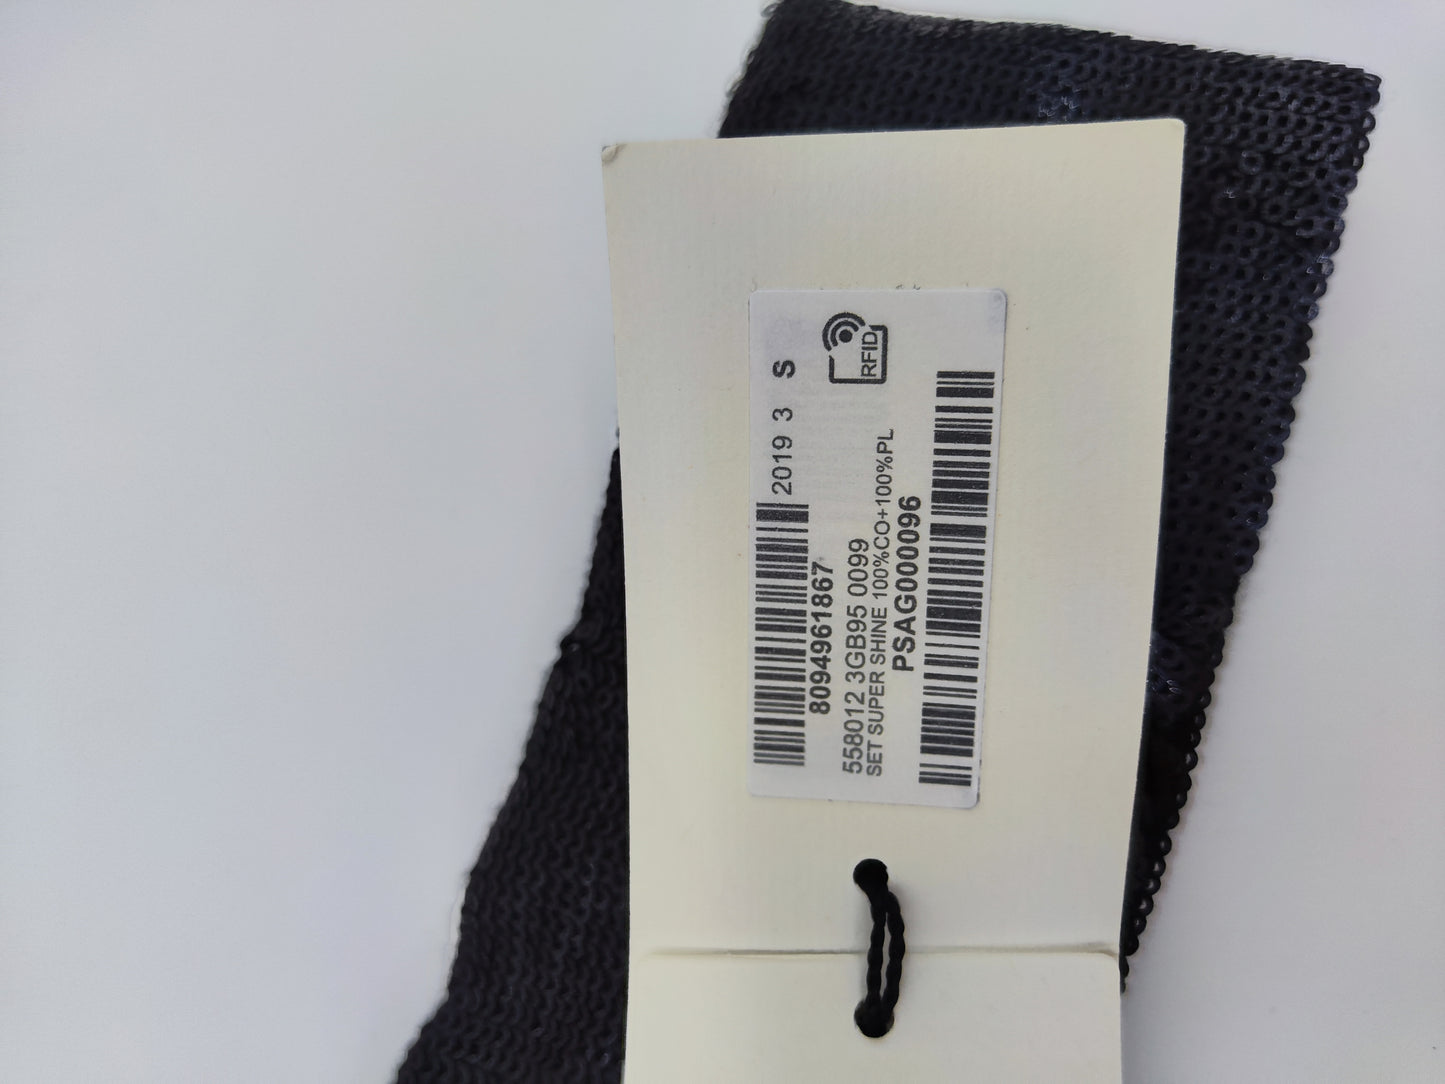 2019 3 S
8094961867
RFID
558012 3GB95 0099
SET SUPER SHINE 100%CO+100%PL
PSAG000096